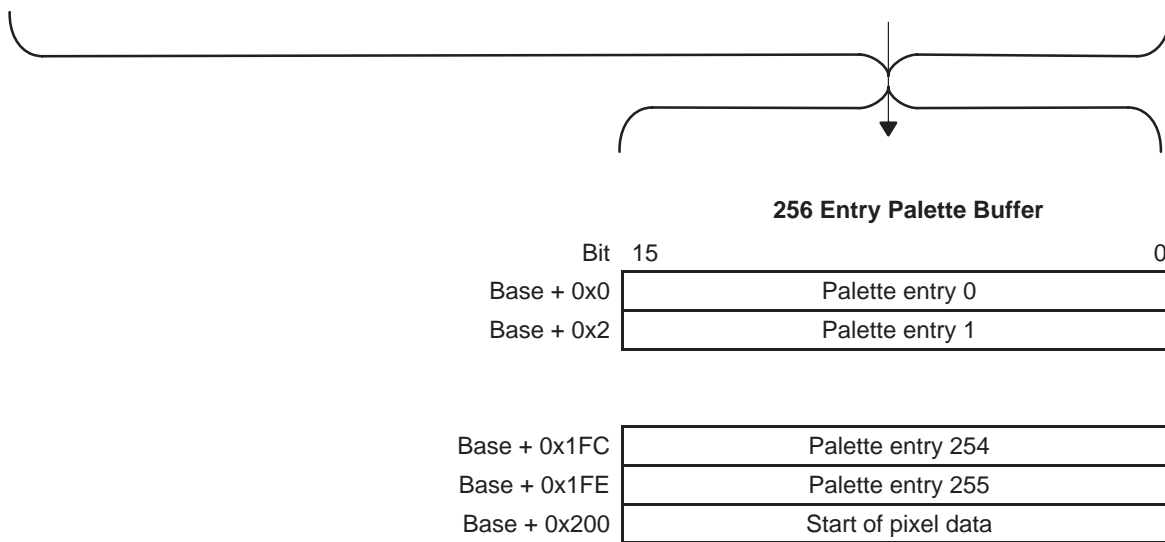 256 Entry Palette Buffer
Bit 15 0
Base + 0x0 Palette entry 0
Base + 0x2 Palette entry 1
Base + 0x1FC Palette entry 254
Base + 0x1FE Palette entry 255
Base + 0x200 Start of pixel data